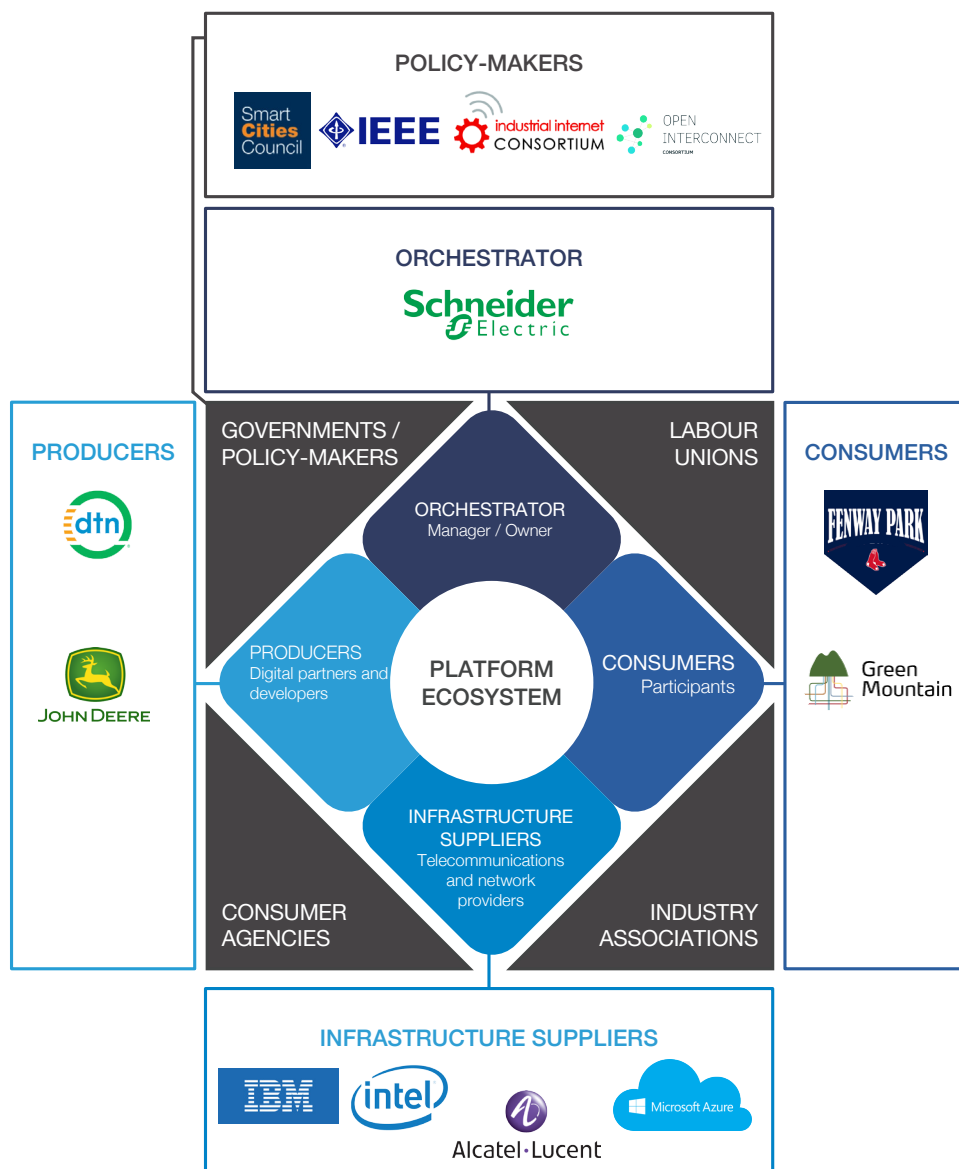 POLICY-MAKERS
Smart
Cities
Council
IEEE
industrial internet
CONSORTIUM
OPEN
INTERCONNECT
CONSORTIUM
ORCHESTRATOR
Schneider
Electric
PRODUCERS
dtn
JOHN DEERE
GOVERNMENTS /
POLICY-MAKERS
LABOUR
UNIONS
ORCHESTRATOR
Manager / Owner
PRODUCERS
Digital partners and
developers
PLATFORM
ECOSYSTEM
CONSUMERS
Participants
INFRASTRUCTURE
SUPPLIERS
Telecommunications
and network
providers
CONSUMER
AGENCIES
INDUSTRY
ASSOCIATIONS
CONSUMERS
FENWAY PARK
Green
Mountain
INFRASTRUCTURE SUPPLIERS
IBM
intel
Alcatel·Lucent
Microsoft Azure